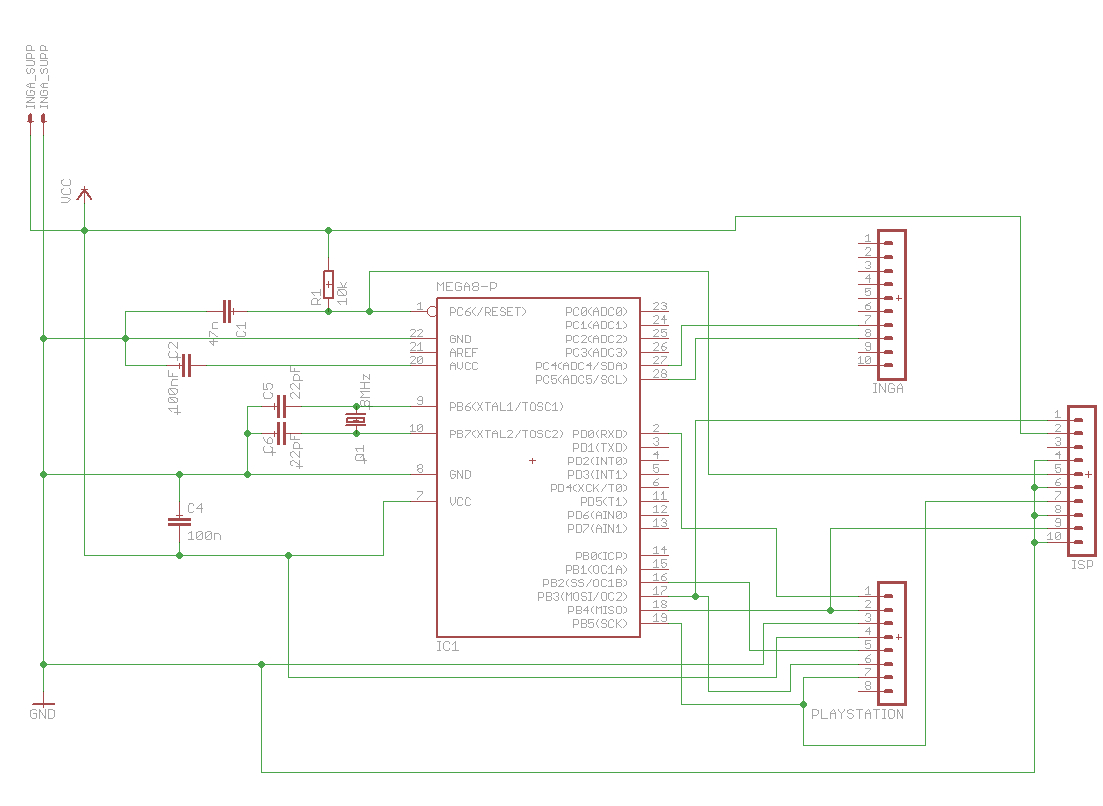 INGA_SUPP
INGA_SUPP
VCC
R1
10k
47n
C1
C2
100nF
C5
22pF
C6
22pF
8MHz
Q1
C4
100n
GND
MEGA8-P
1 PC6(/RESET)
22 GND
21 AREF
20 AVCC
9 PB6(XTAL1/TOSC1)
10 PB7(XTAL2/TOSC2)
8 GND
7 VCC
PC0(ADC0) 23
PC1(ADC1) 24
PC2(ADC2) 25
PC3(ADC3) 26
PC4(ADC4/SDA) 27
PC5(ADC5/SCL) 28
PD0(RXD) 2
PD1(TXD) 3
PD2(INT0) 4
PD3(INT1) 5
PD4(XCK/T0) 6
PD5(T1) 11
PD6(AIN0) 12
PD7(AIN1) 13
PB0(ICP) 14
PB1(OC1A) 15
PB2(SS/OC1B) 16
PB3(MOSI/OC2) 17
PB4(MISO) 18
PB5(SCK) 19
IC1
1
2
3
4
5
6
7
8
9
10
INGA
1
2
3
4
5
6
7
8
9
10
ISP
1
2
3
4
5
6
7
8
PLAYSTATION